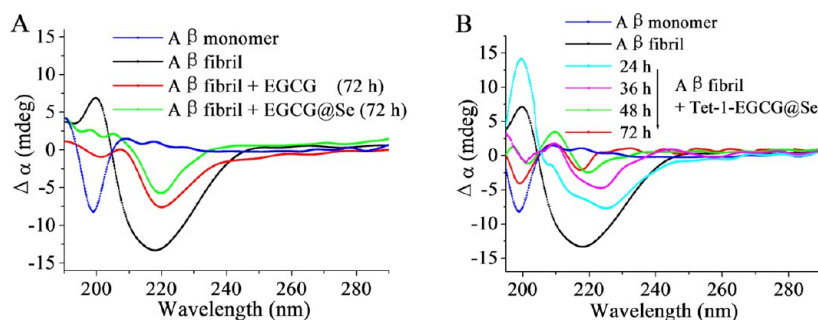 A
Δ α (mdeg)
15
10
5
0
-5
-10
-15
A β monomer
A β fibril
A β fibril + EGCG (72 h)
A β fibril + EGCG@Se (72 h)
200 220 240 260 280
Wavelength (nm)
B
Δ α (mdeg)
15
10
5
0
-5
-10
-15
A β monomer
A β fibril
24 h
36 h
48 h
72 h
A β fibril
+ Tet-1-EGCG@Se
200 220 240 260 280
Wavelength (nm)